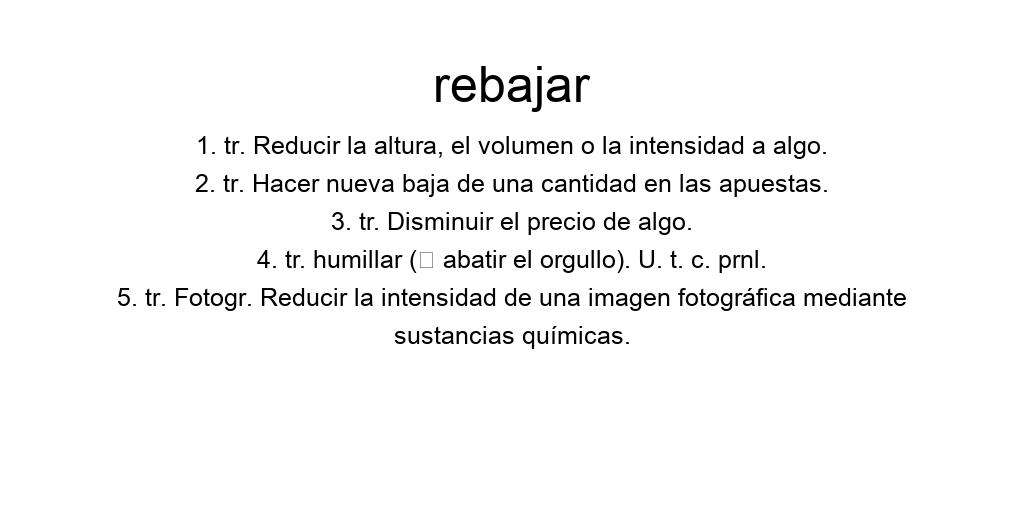 rebajar
1. tr. Reducir la altura, el volumen o la intensidad a algo.
2. tr. Hacer nueva baja de una cantidad en las apuestas.
3. tr. Disminuir el precio de algo.
4. tr. humillar (□ abatir el orgullo). U. t. c. prnl.
5. tr. Fotogr. Reducir la intensidad de una imagen fotográfica mediante
sustancias químicas.